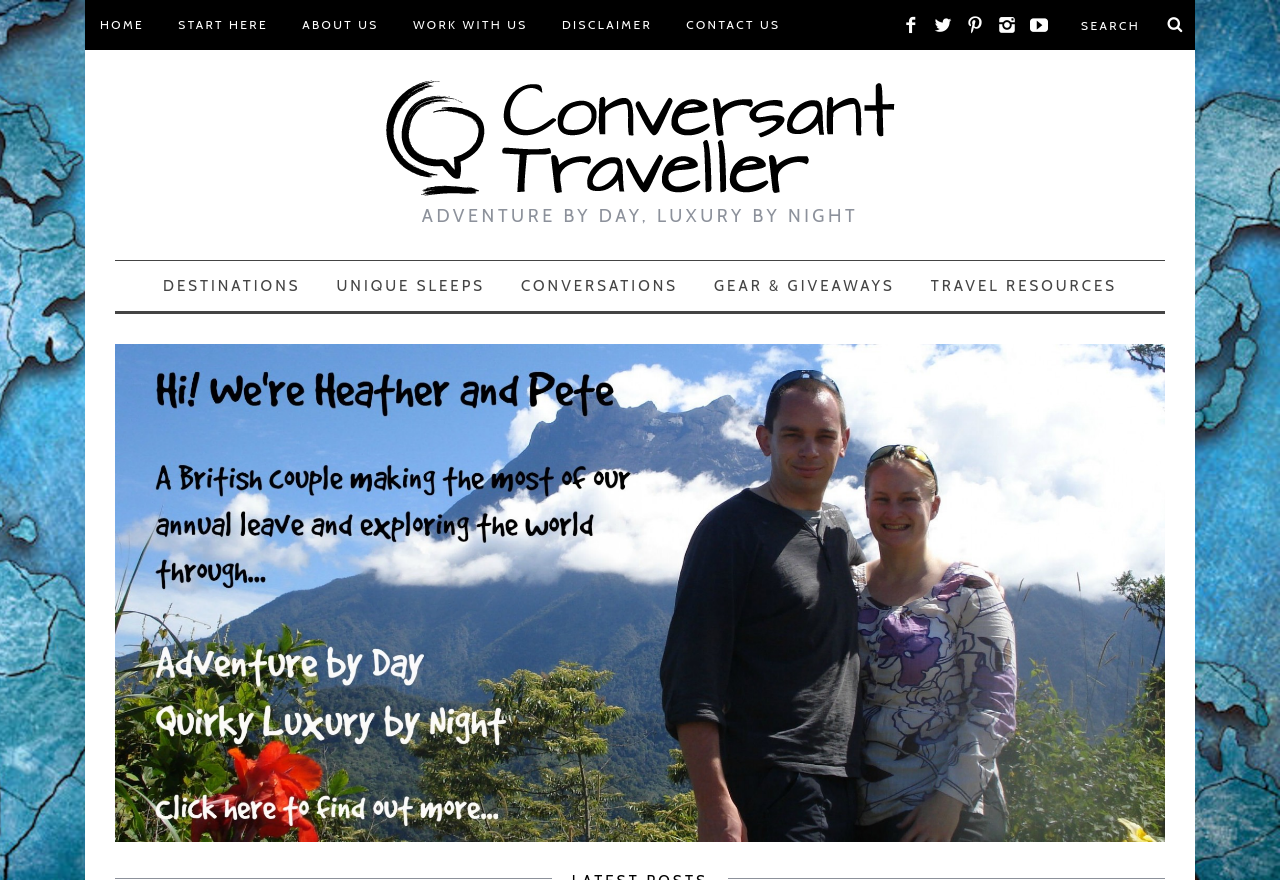 HOME START HERE ABOUT US WORK WITH US DISCLAIMER CONTACT US SEARCH
Conversant
Traveller
ADVENTURE BY DAY, LUXURY BY NIGHT
DESTINATIONS UNIQUE SLEEPS CONVERSATIONS GEAR & GIVEAWAYS TRAVEL RESOURCES
Hi! We're Heather and Pete
A British couple making the most of our
annual leave and exploring the world
through...
Adventure by Day
Quirky Luxury by Night
Click here to find out more...
LATEST POSTS